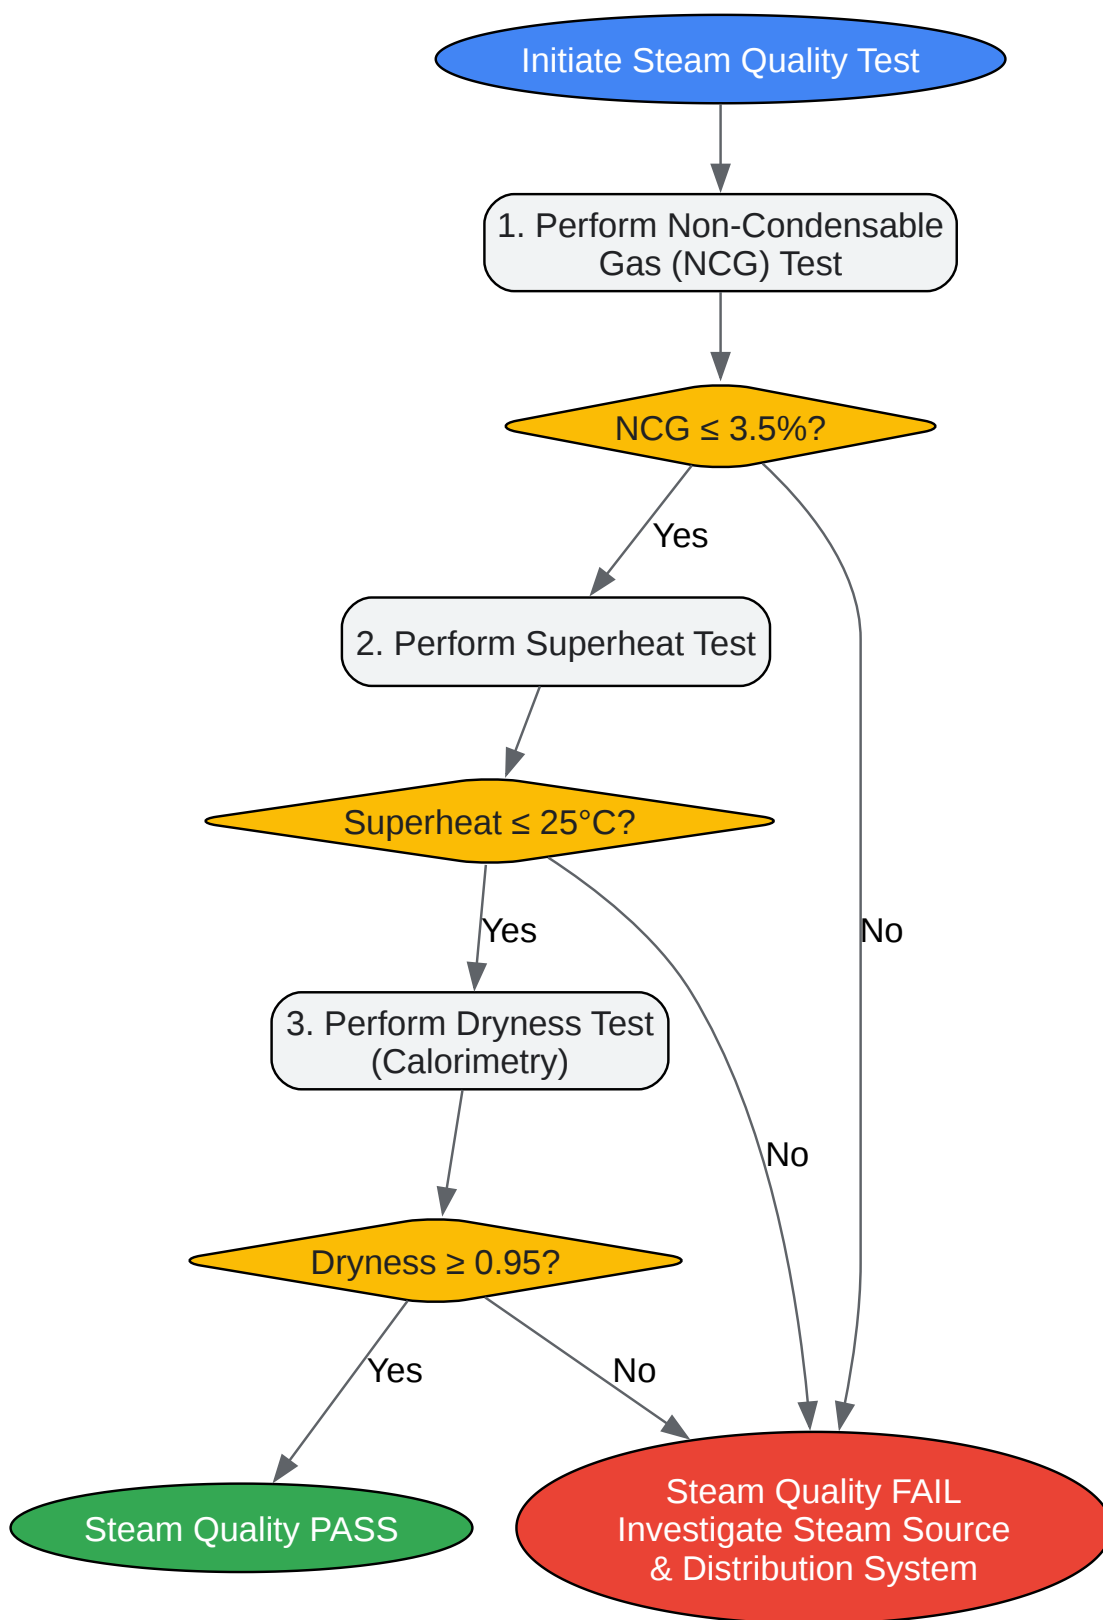 Initiate Steam Quality Test
1. Perform Non-Condensable
Gas (NCG) Test
NCG ≤ 3.5%?
Yes
2. Perform Superheat Test
Superheat ≤ 25°C?
Yes
No
3. Perform Dryness Test
(Calorimetry)
No
Dryness ≥ 0.95?
Yes
No
Steam Quality PASS
Steam Quality FAIL
Investigate Steam Source
& Distribution System